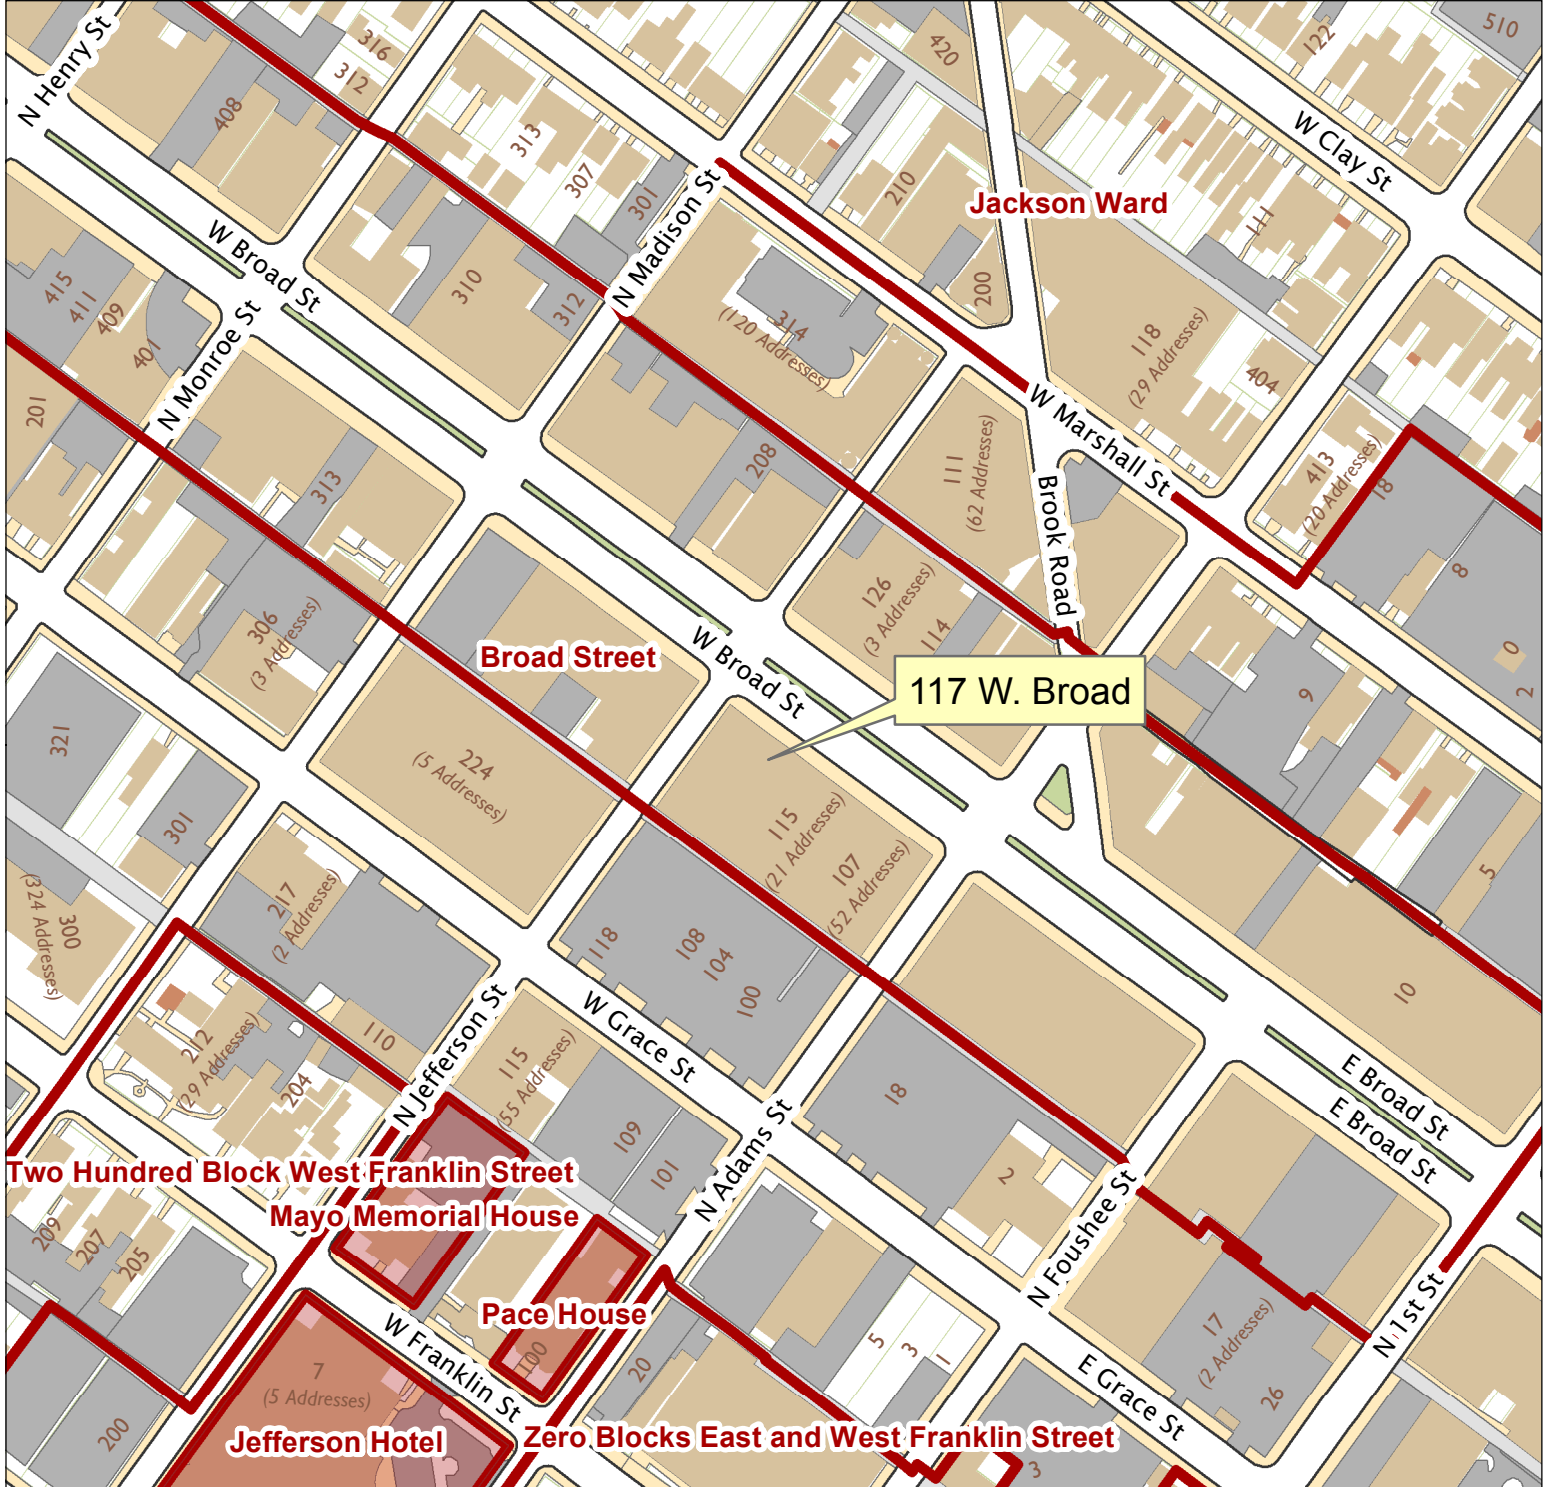 N Henry St
316
312
408
420
122
510
W Clay St
313
307
301
210
Jackson Ward
111
W Broad St
N Madison St
415
411
409
401
310
312
314
(120 Addresses)
200
118
(29 Addresses)
404
N Monroe St
201
W Marshall St
413
(20 Addresses)
18
313
208
111
(62 Addresses)
Brook Road
8
306
(3 Addresses)
126
(3 Addresses)
114
0
2
Broad Street
W Broad St
117 W. Broad
9
321
224
(5 Addresses)
301
115
(21 Addresses)
107
(52 Addresses)
5
217
(2 Addresses)
300
(324 Addresses)
118
108
104
100
10
212
29 Addresses)
110
204
N Jefferson St
W Grace St
115
55 Addresses)
109
101
18
E Broad St
E Broad St
N Adams St
2
Two Hundred Block West Franklin Street
Mayo Memorial House
209
207
205
N Foushee St
Pace House
100
W Franklin St
N 1st St
17
(2 Addresses)
26
5
3
1
20
7
(5 Addresses)
E Grace St
200
Jefferson Hotel
Zero Blocks East and West Franklin Street
3